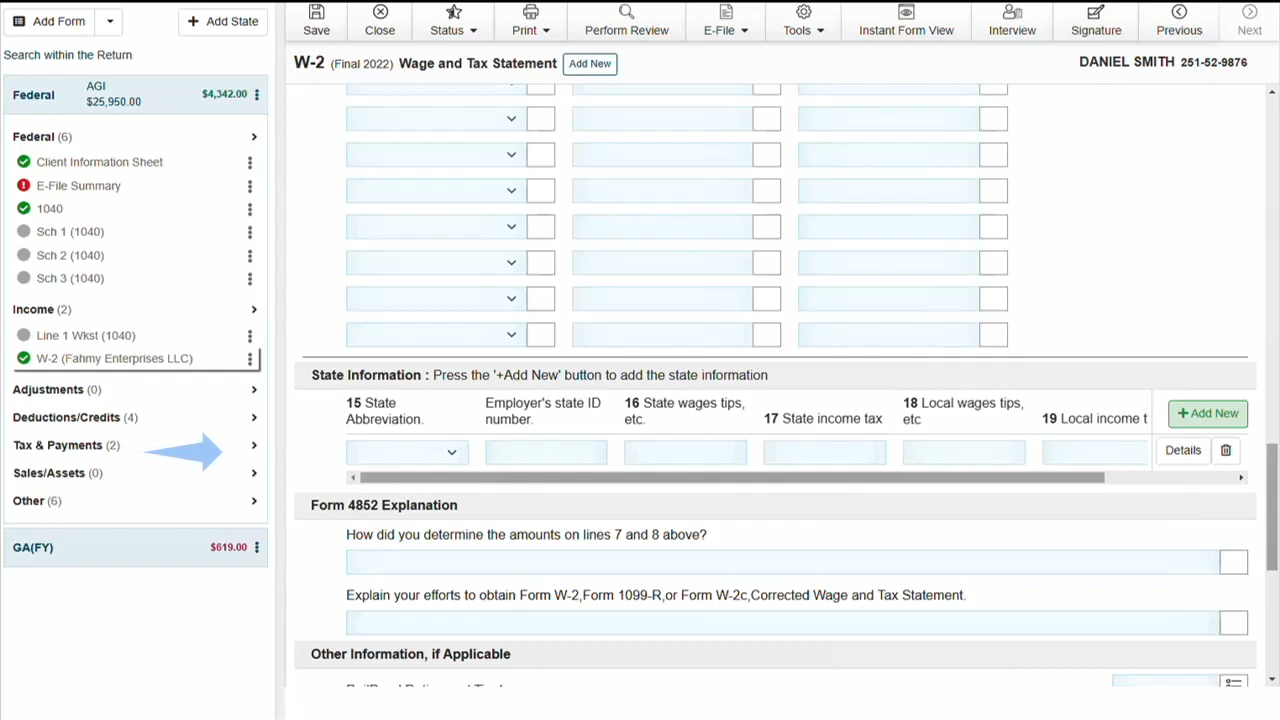 Add Form
Add State
Save
Close
Status
Print
Perform Review
E-File
Tools
Instant Form View
Interview
Signature
Previous
Next
Search within the Return
W-2 (Final 2022) Wage and Tax Statement
Add New
DANIEL SMITH 251-52-9876
Federal
AGI
$25,950.00
$4,342.00
Federal (6)
Client Information Sheet
E-File Summary
1040
Sch 1 (1040)
Sch 2 (1040)
Sch 3 (1040)
Income (2)
Line 1 Wkst (1040)
W-2 (Fahmy Enterprises LLC)
Adjustments (0)
Deductions/Credits (4)
Tax & Payments (2)
Sales/Assets (0)
Other (6)
GA(FY)
$619.00
State Information : Press the '+Add New' button to add the state information
15 State Abbreviation.
Employer's state ID number.
16 State wages tips, etc.
17 State income tax
18 Local wages tips, etc
19 Local income t
+ Add New
Details
Form 4852 Explanation
How did you determine the amounts on lines 7 and 8 above?
Explain your efforts to obtain Form W-2,Form 1099-R,or Form W-2c,Corrected Wage and Tax Statement.
Other Information, if Applicable